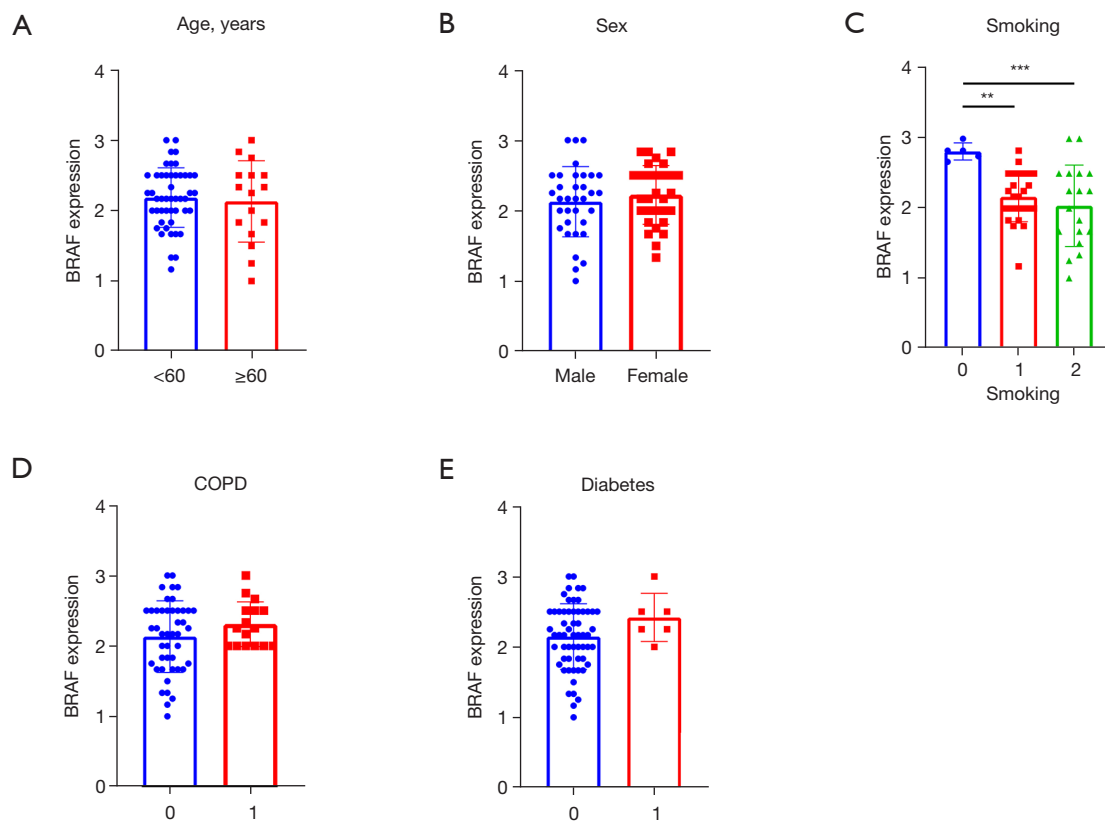 A
Age, years
BRAF expression
4
3
2
1
0
<60 ≥60
B
Sex
BRAF expression
4
3
2
1
0
Male Female
C
Smoking
***
**
BRAF expression
4
3
2
1
0
0 1 2
Smoking
D
COPD
BRAF expression
4
3
2
1
0
0 1
E
Diabetes
BRAF expression
4
3
2
1
0
0 1